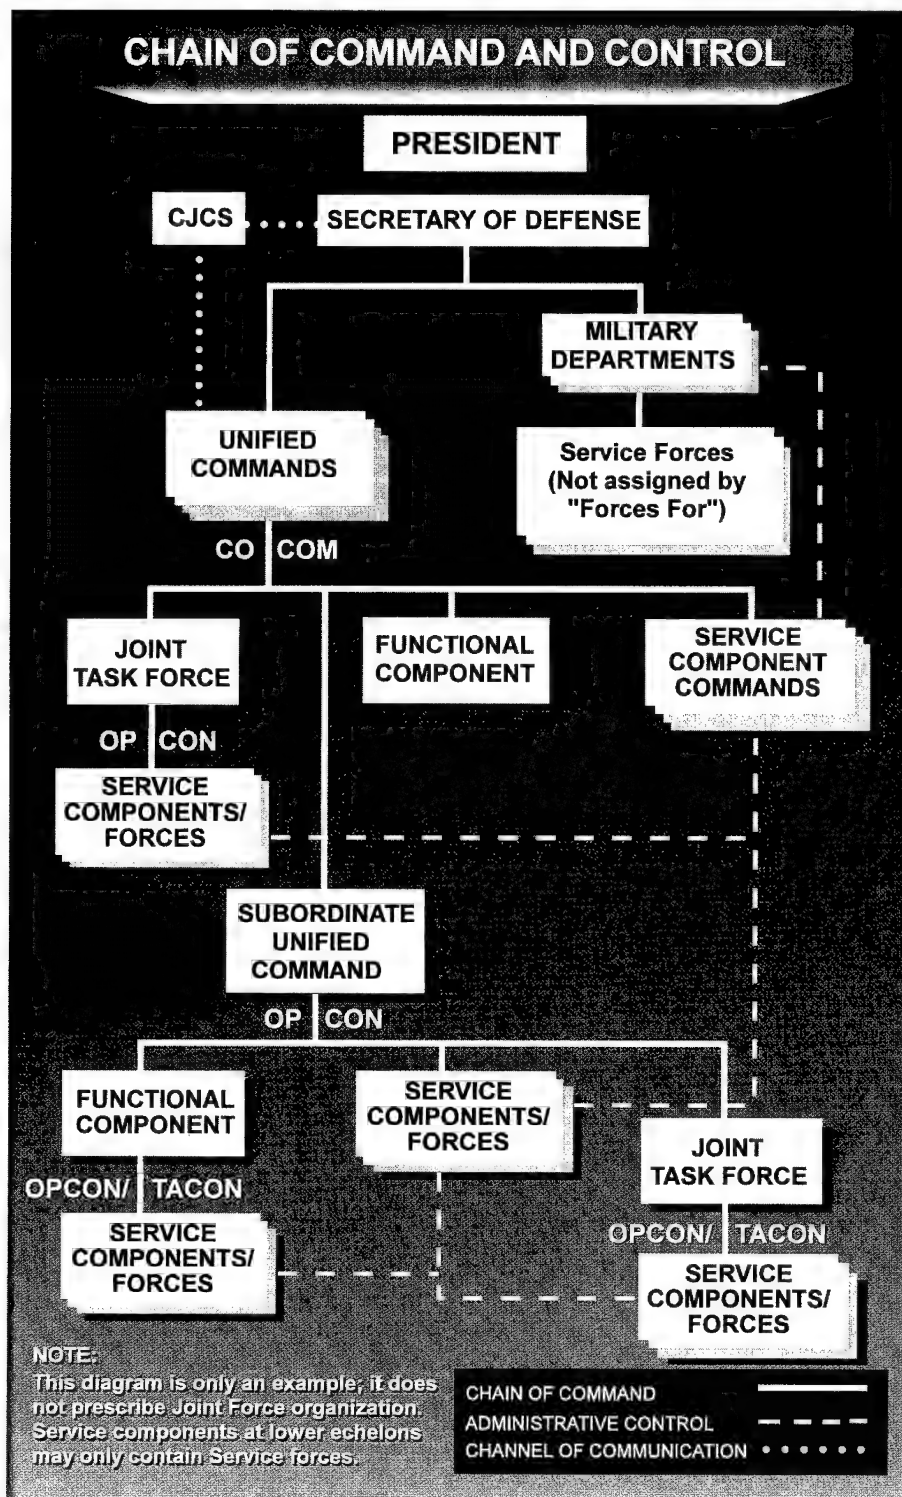 CHAIN OF COMMAND AND CONTROL
PRESIDENT
CJCS
SECRETARY OF DEFENSE
MILITARY
DEPARTMENTS
UNIFIED
COMMANDS
Service Forces
(Not assigned by
"Forces For")
CO COM
JOINT
TASK FORCE
FUNCTIONAL
COMPONENT
SERVICE
COMPONENT
COMMANDS
OP CON
SERVICE
COMPONENTS/
FORCES
SUBORDINATE
UNIFIED
COMMAND
OP CON
FUNCTIONAL
COMPONENT
SERVICE
COMPONENTS/
FORCES
JOINT
TASK FORCE
OPCON/ TACON
SERVICE
COMPONENTS/
FORCES
OPCON/ TACON
SERVICE
COMPONENTS/
FORCES
NOTE:
This diagram is only an example; it does
not prescribe Joint Force organization.
Service components at lower echelons
may only contain Service forces.
CHAIN OF COMMAND
ADMINISTRATIVE CONTROL
CHANNEL OF COMMUNICATION